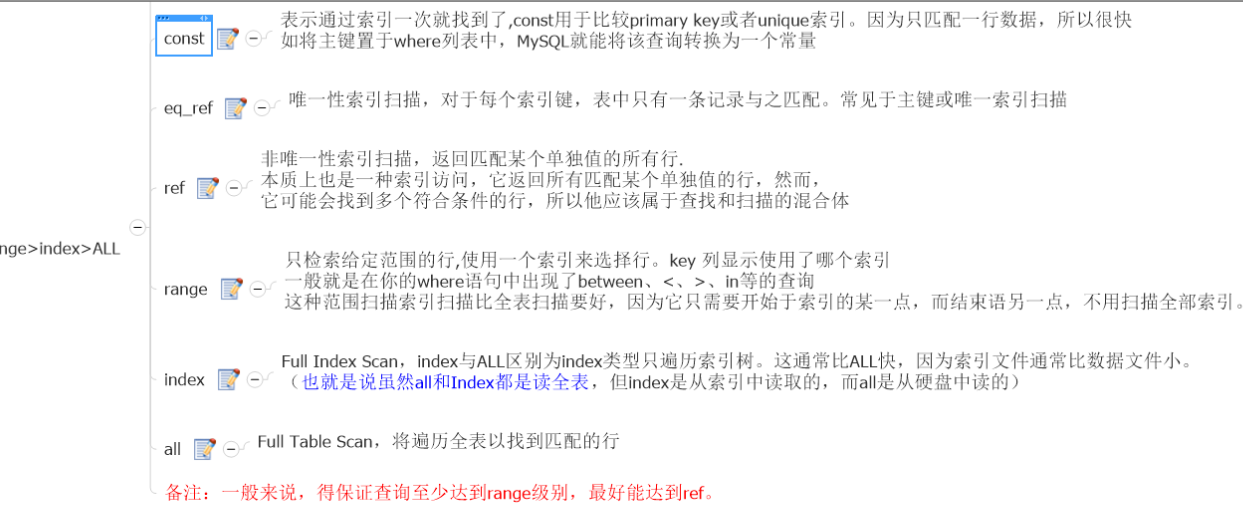 const
表示通过索引一次就找到了,const用于比较primary key或者unique索引。因为只匹配一行数据，所以很快
如将主键置于where列表中，MySQL就能将该查询转换为一个常量
eq_ref
唯一性索引扫描，对于每个索引键，表中只有一条记录与之匹配。常见于主键或唯一索引扫描
ref
非唯一性索引扫描，返回匹配某个单独值的所有行.
本质上也是一种索引访问，它返回所有匹配某个单独值的行，然而，
它可能会找到多个符合条件的行，所以他应该属于查找和扫描的混合体
nge>index>ALL
range
只检索给定范围的行,使用一个索引来选择行。key 列显示使用了哪个索引
一般就是在你的where语句中出现了between、<、>、in等的查询
这种范围扫描索引扫描比全表扫描要好，因为它只需要开始于索引的某一点，而结束语另一点，不用扫描全部索引。
index
Full Index Scan，index与ALL区别为index类型只遍历索引树。这通常比ALL快，因为索引文件通常比数据文件小。
（也就是说虽然all和Index都是读全表，但index是从索引中读取的，而all是从硬盘中读的）
all
Full Table Scan，将遍历全表以找到匹配的行
备注：一般来说，得保证查询至少达到range级别，最好能达到ref。